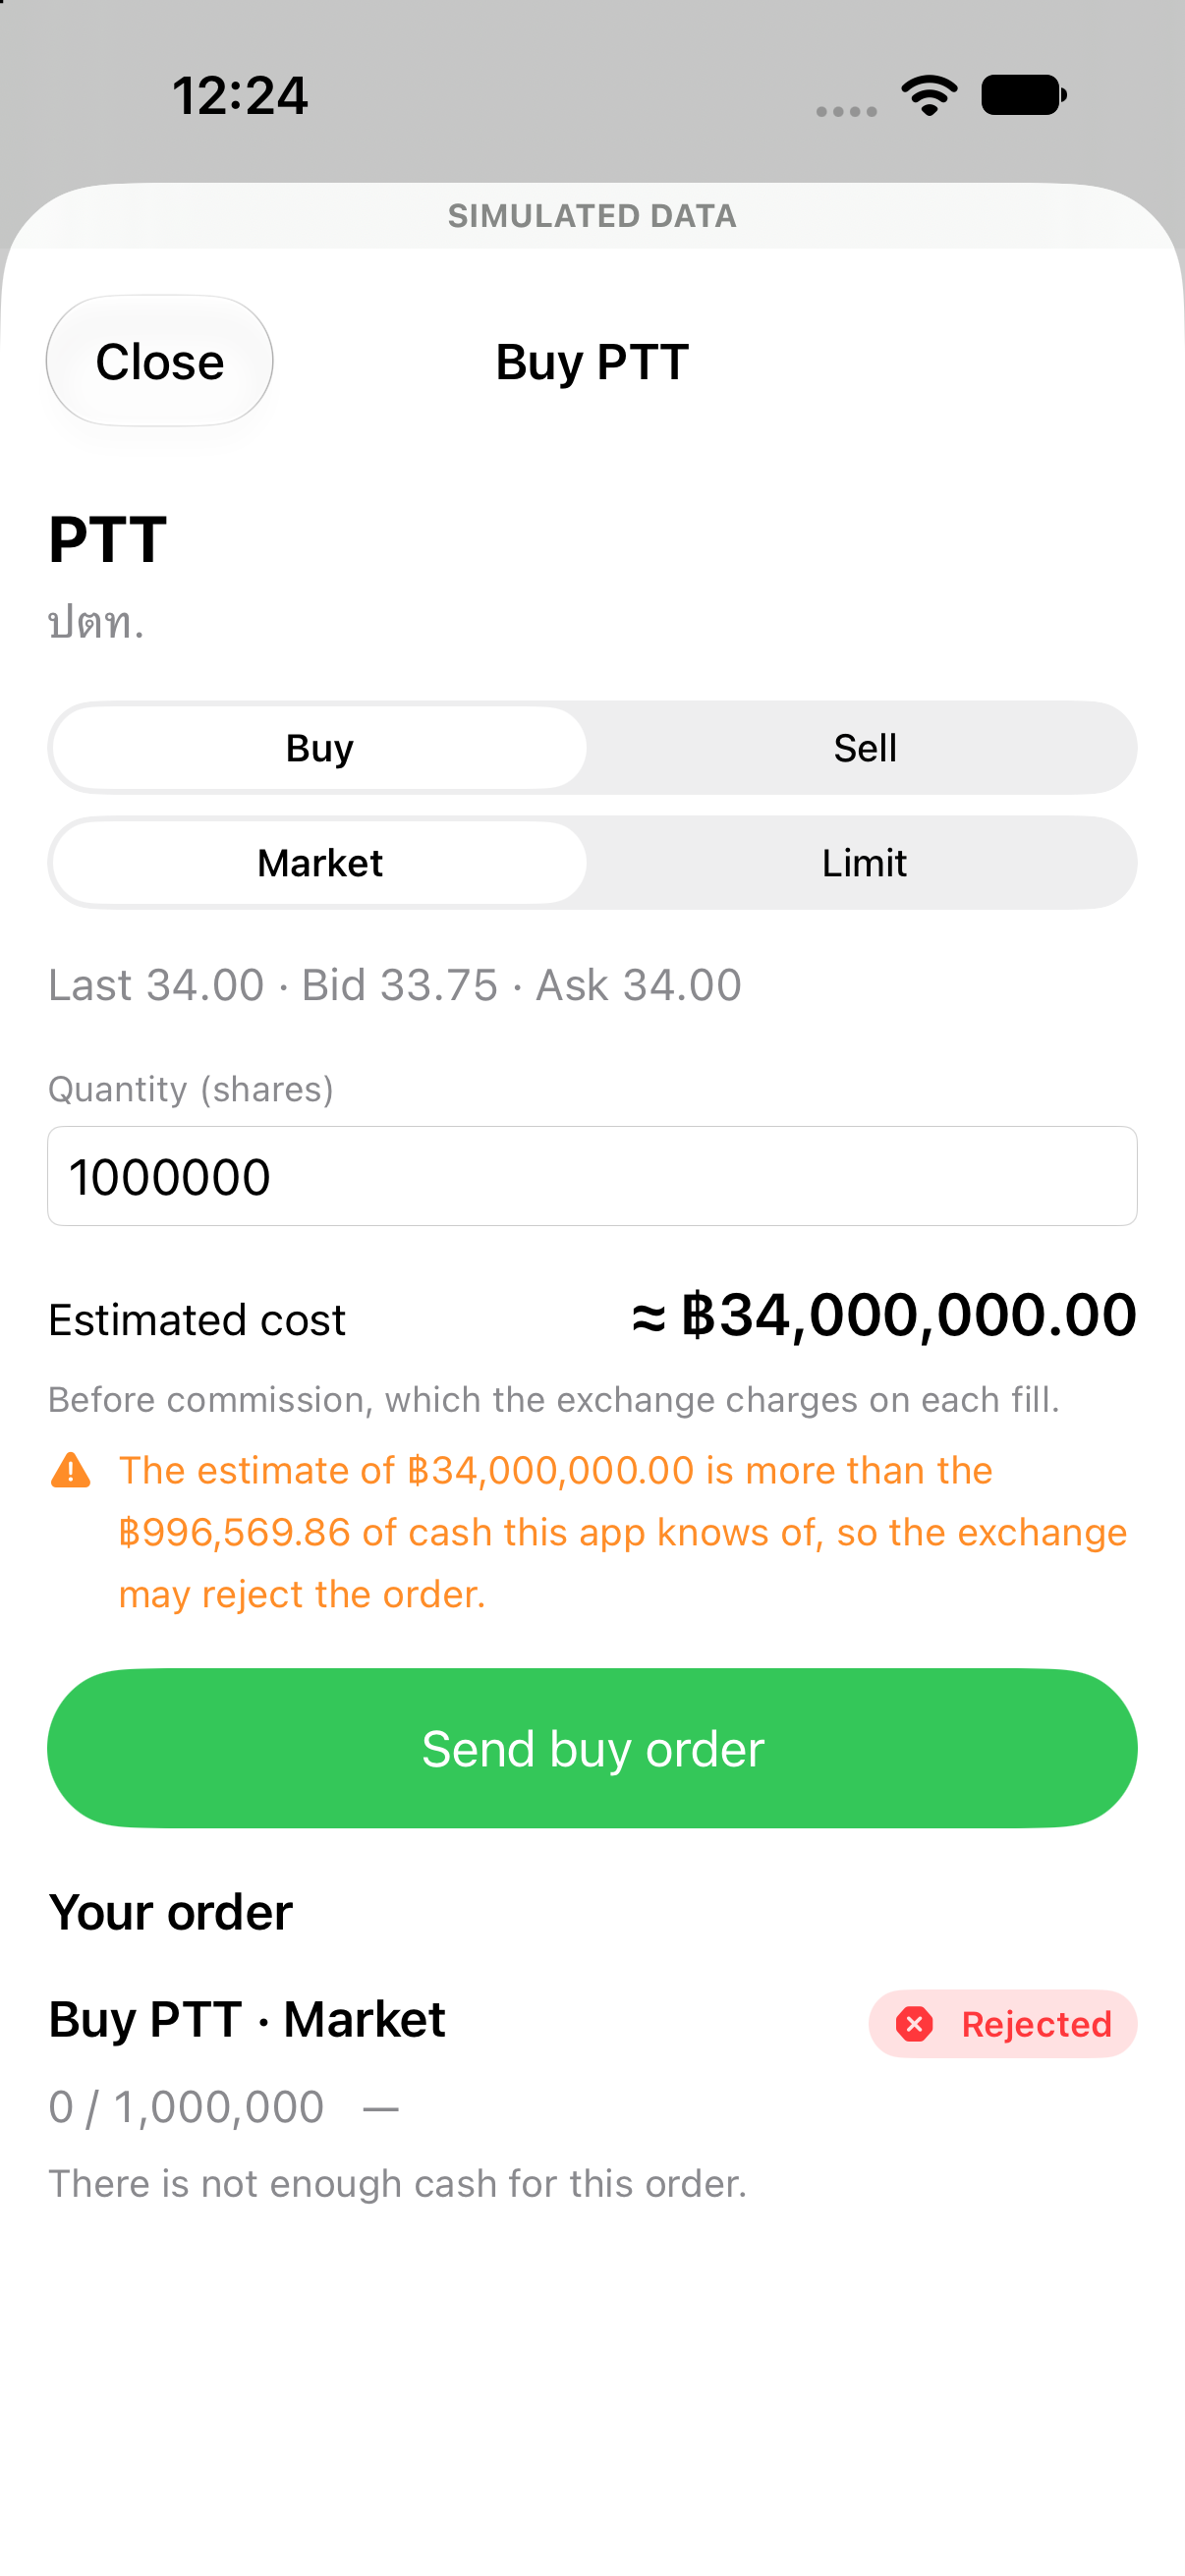 12:24
SIMULATED DATA
Close
Buy PTT
PTT
ปตท.
Buy
Sell
Market
Limit
Last 34.00 · Bid 33.75 · Ask 34.00
Quantity (shares)
1000000
Estimated cost
≈ ฿34,000,000.00
Before commission, which the exchange charges on each fill.
The estimate of ฿34,000,000.00 is more than the
฿996,569.86 of cash this app knows of, so the exchange
may reject the order.
Send buy order
Your order
Buy PTT · Market
Rejected
0 / 1,000,000 —
There is not enough cash for this order.